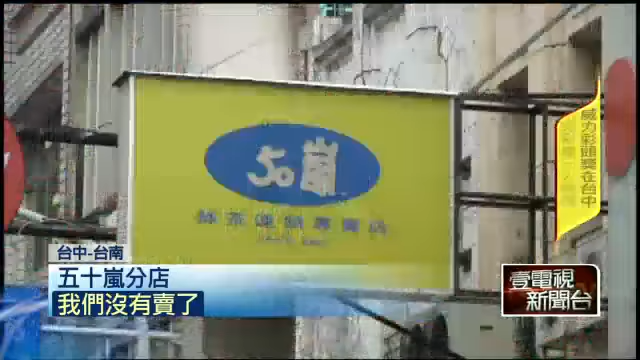 50嵐
威力彩頭獎在台中
台中-台南
五十嵐分店
我們沒有賣了
壹電視
新聞台